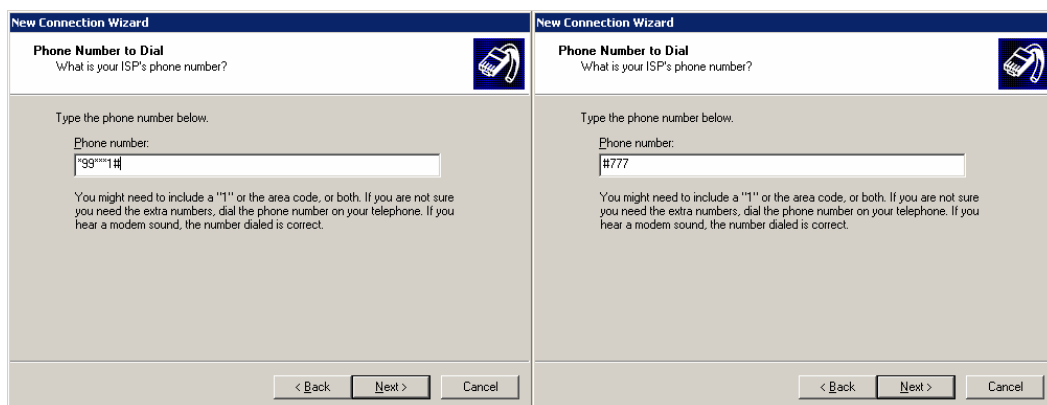 New Connection Wizard
Phone Number to Dial
What is your ISP's phone number?
Type the phone number below.
Phone number:
*99***1#
You might need to include a "1" or the area code, or both. If you are not sure
you need the extra numbers, dial the phone number on your telephone. If you
hear a modem sound, the number dialed is correct.
< Back
Next >
Cancel
New Connection Wizard
Phone Number to Dial
What is your ISP's phone number?
Type the phone number below.
Phone number:
#777
You might need to include a "1" or the area code, or both. If you are not sure
you need the extra numbers, dial the phone number on your telephone. If you
hear a modem sound, the number dialed is correct.
< Back
Next >
Cancel